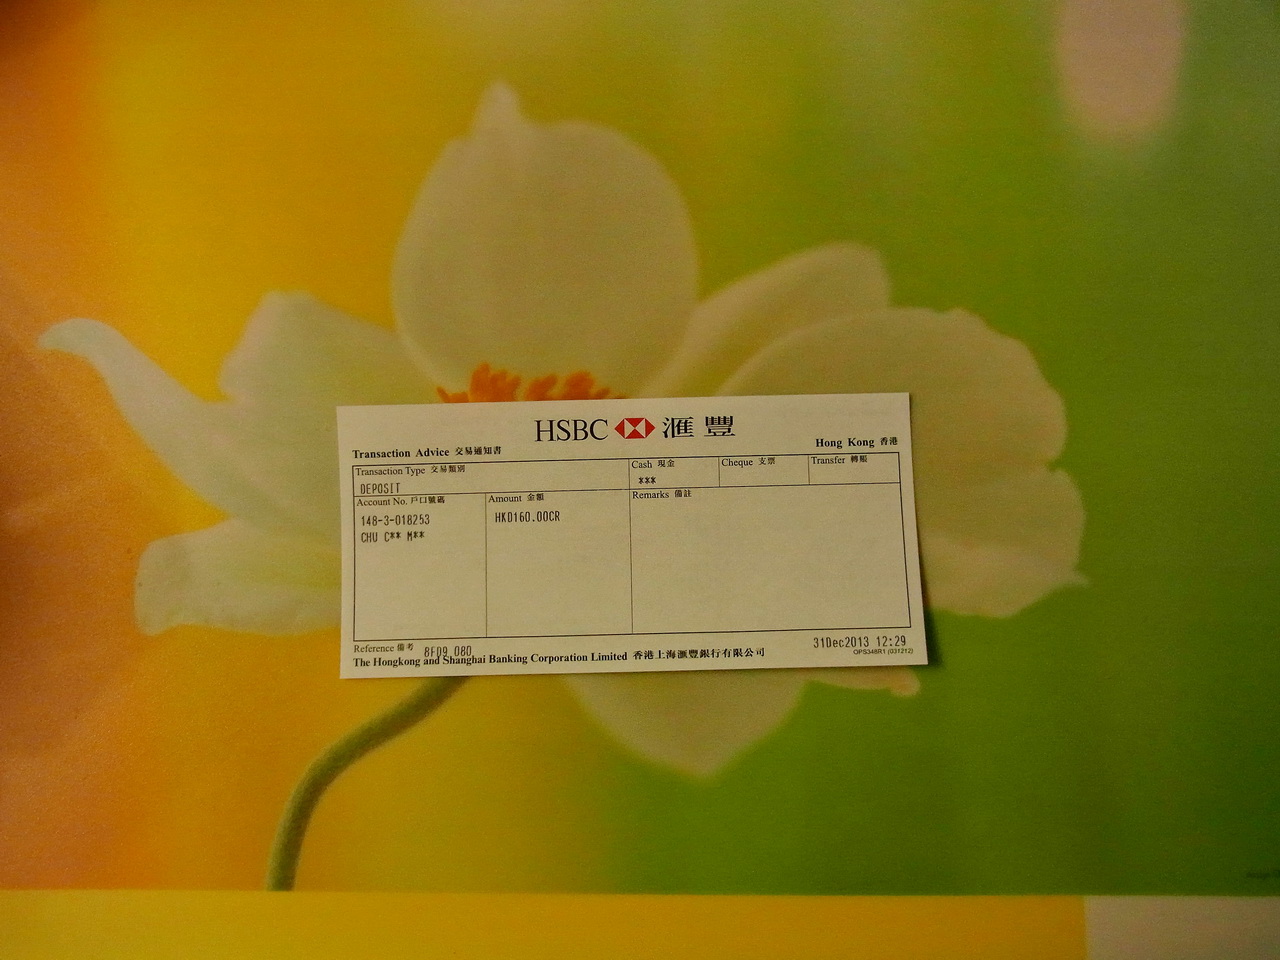 HSBC 滙豐
Transaction Advice 交易通知書
Hong Kong 香港
Transaction Type 交易類別
DEPOSIT
Cash 現金
***
Cheque 支票
Transfer 轉賬
Account No. 戶口號碼
148-3-018253
CHU C** M**
Amount 金額
HKD160.00CR
Remarks 備註
Reference 備考 8FD9 080
31Dec2013 12:29
The Hongkong and Shanghai Banking Corporation Limited 香港上海滙豐銀行有限公司
OPS348R1 (031212)